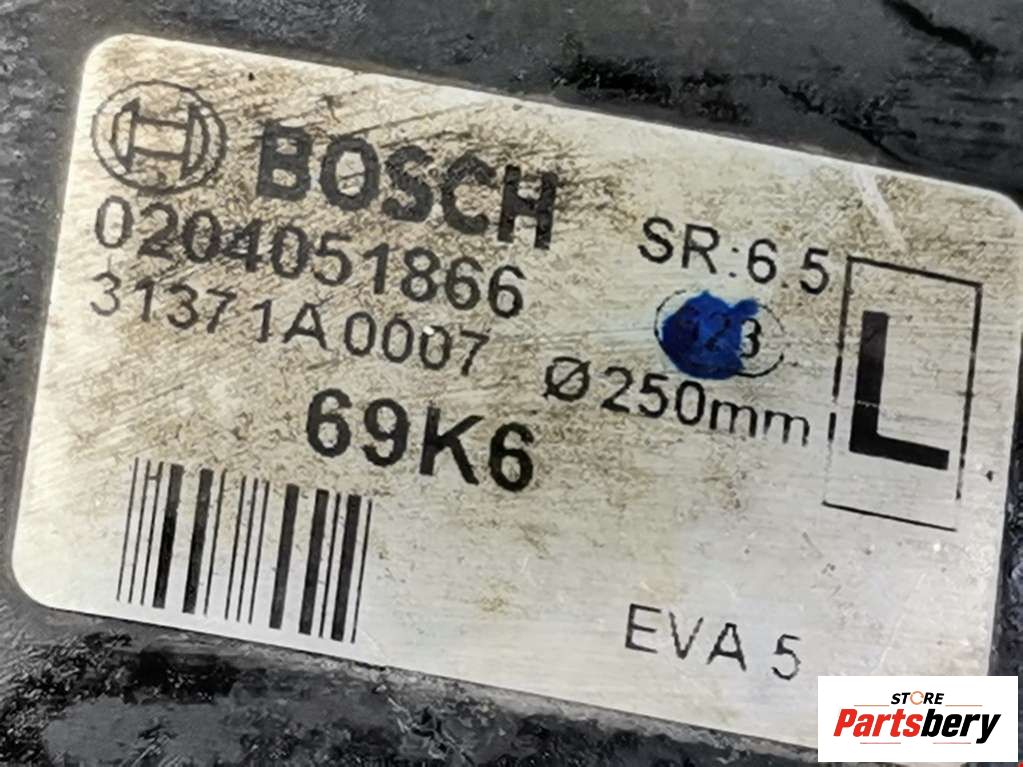 BOSCH
0204051866
31371A0007
SR:6.5
Ø250mm
L
69K6
H
EVA 5
STORE
Partsbery